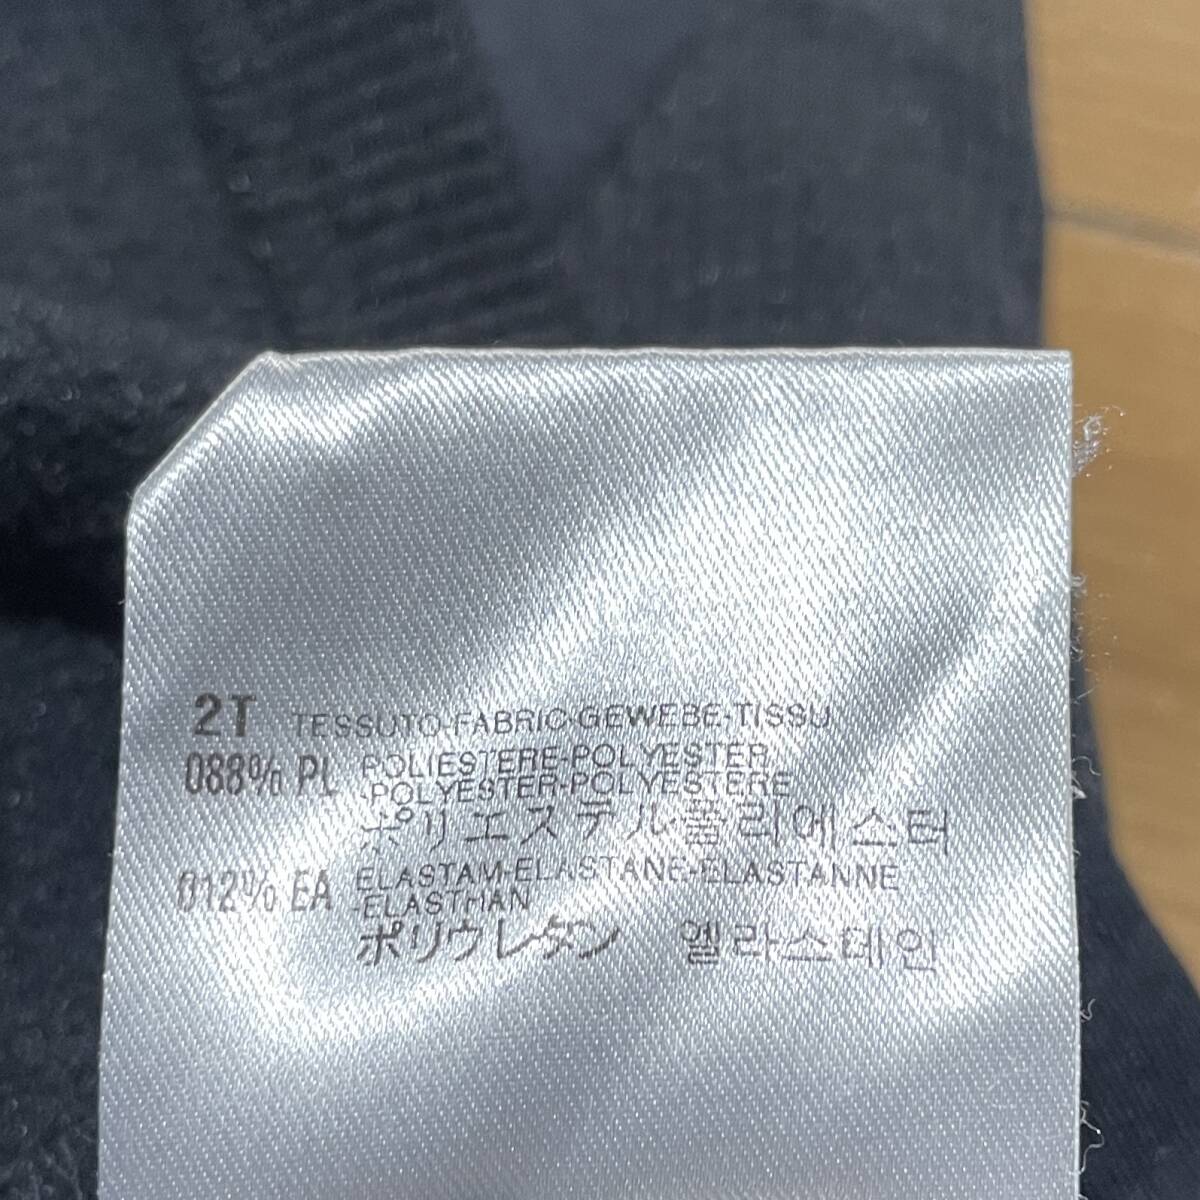 2T TESSUTO-FABRIC-GEWEBE-TISSU
088% PL POLIESTERE-POLYESTER
-POLYESTER-POLYESTERE
ポリエステル폴리에스터
012% EA ELASTAM-ELASTANE-ELASTANNE
-ELASTHAN
ポリウレタン 엘라스테인